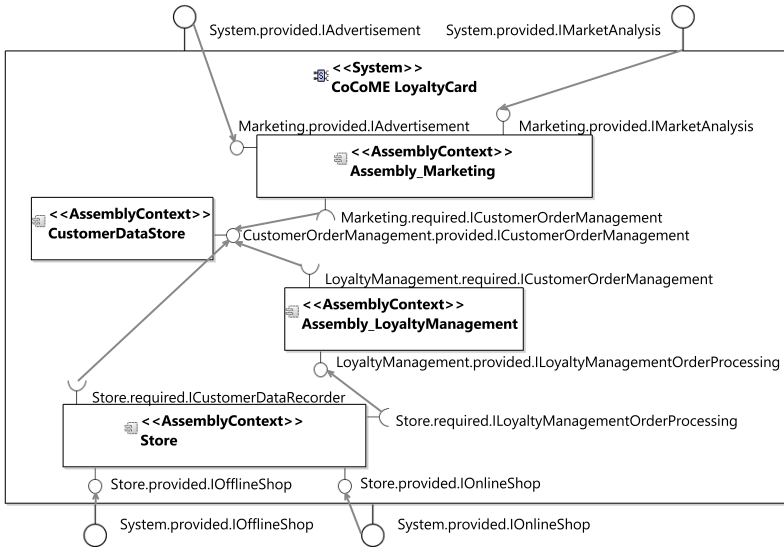 System.provided.IAdvertisement
System.provided.IMarketAnalysis
<<System>>
CoCoME LoyaltyCard
Marketing.provided.IAdvertisement
Marketing.provided.IMarketAnalysis
<<AssemblyContext>>
Assembly_Marketing
<<AssemblyContext>>
CustomerDataStore
Marketing.required.ICustomerOrderManagement
CustomerOrderManagement.provided.ICustomerOrderManagement
LoyaltyManagement.required.ICustomerOrderManagement
<<AssemblyContext>>
Assembly_LoyaltyManagement
LoyaltyManagement.provided.ILoyaltyManagementOrderProcessing
Store.required.ICustomerDataRecorder
Store.required.ILoyaltyManagementOrderProcessing
<<AssemblyContext>>
Store
Store.provided.IOfflineShop
Store.provided.IOnlineShop
System.provided.IOfflineShop
System.provided.IOnlineShop